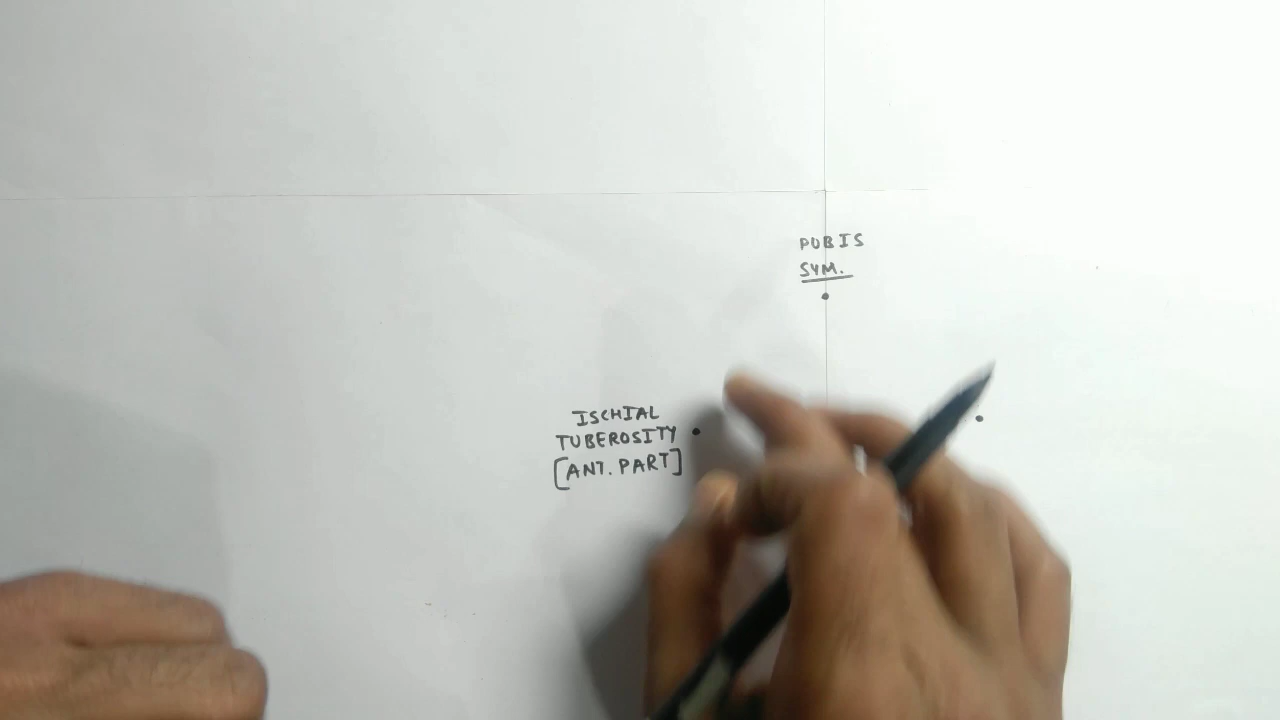 PUBIS
SYM.
ISCHIAL
TUBEROSITY
[ANT. PART]